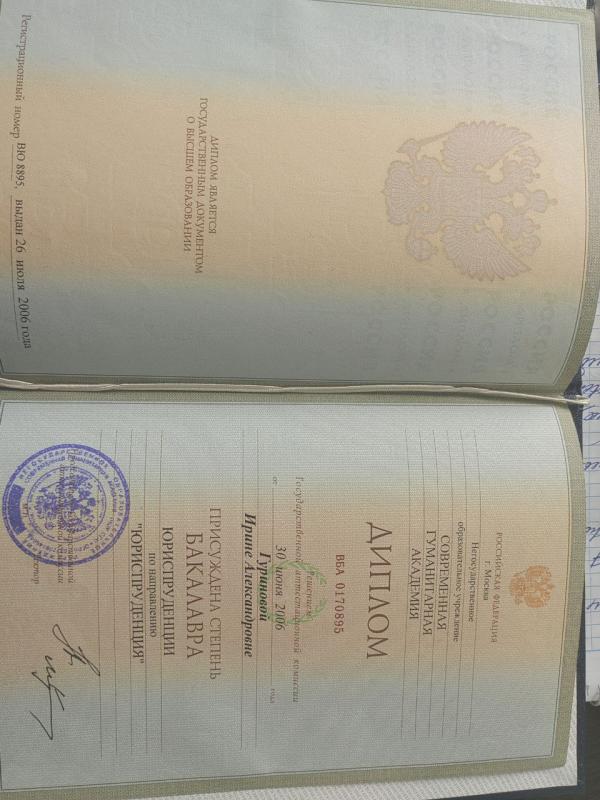 ДИПЛОМ ЯВЛЯЕТСЯ
ГОСУДАРСТВЕННЫМ ДОКУМЕНТОМ
О ВЫСШЕМ ОБРАЗОВАНИИ
Регистрационный номер ВЮ 8895, выдан 26 июля 2006 года
РОССИЙСКАЯ ФЕДЕРАЦИЯ
г. Москва
Негосударственное
образовательное учреждение
СОВРЕМЕННАЯ
ГУМАНИТАРНАЯ
АКАДЕМИЯ
ДИПЛОМ
ВБА 0170895
Решением
Государственной аттестационной комиссии
от 30 июня 2006 года
Ирине Александровне
ПРИСУЖДЕНА СТЕПЕНЬ
БАКАЛАВРА
ЮРИСПРУДЕНЦИИ
по направлению
"ЮРИСПРУДЕНЦИЯ"